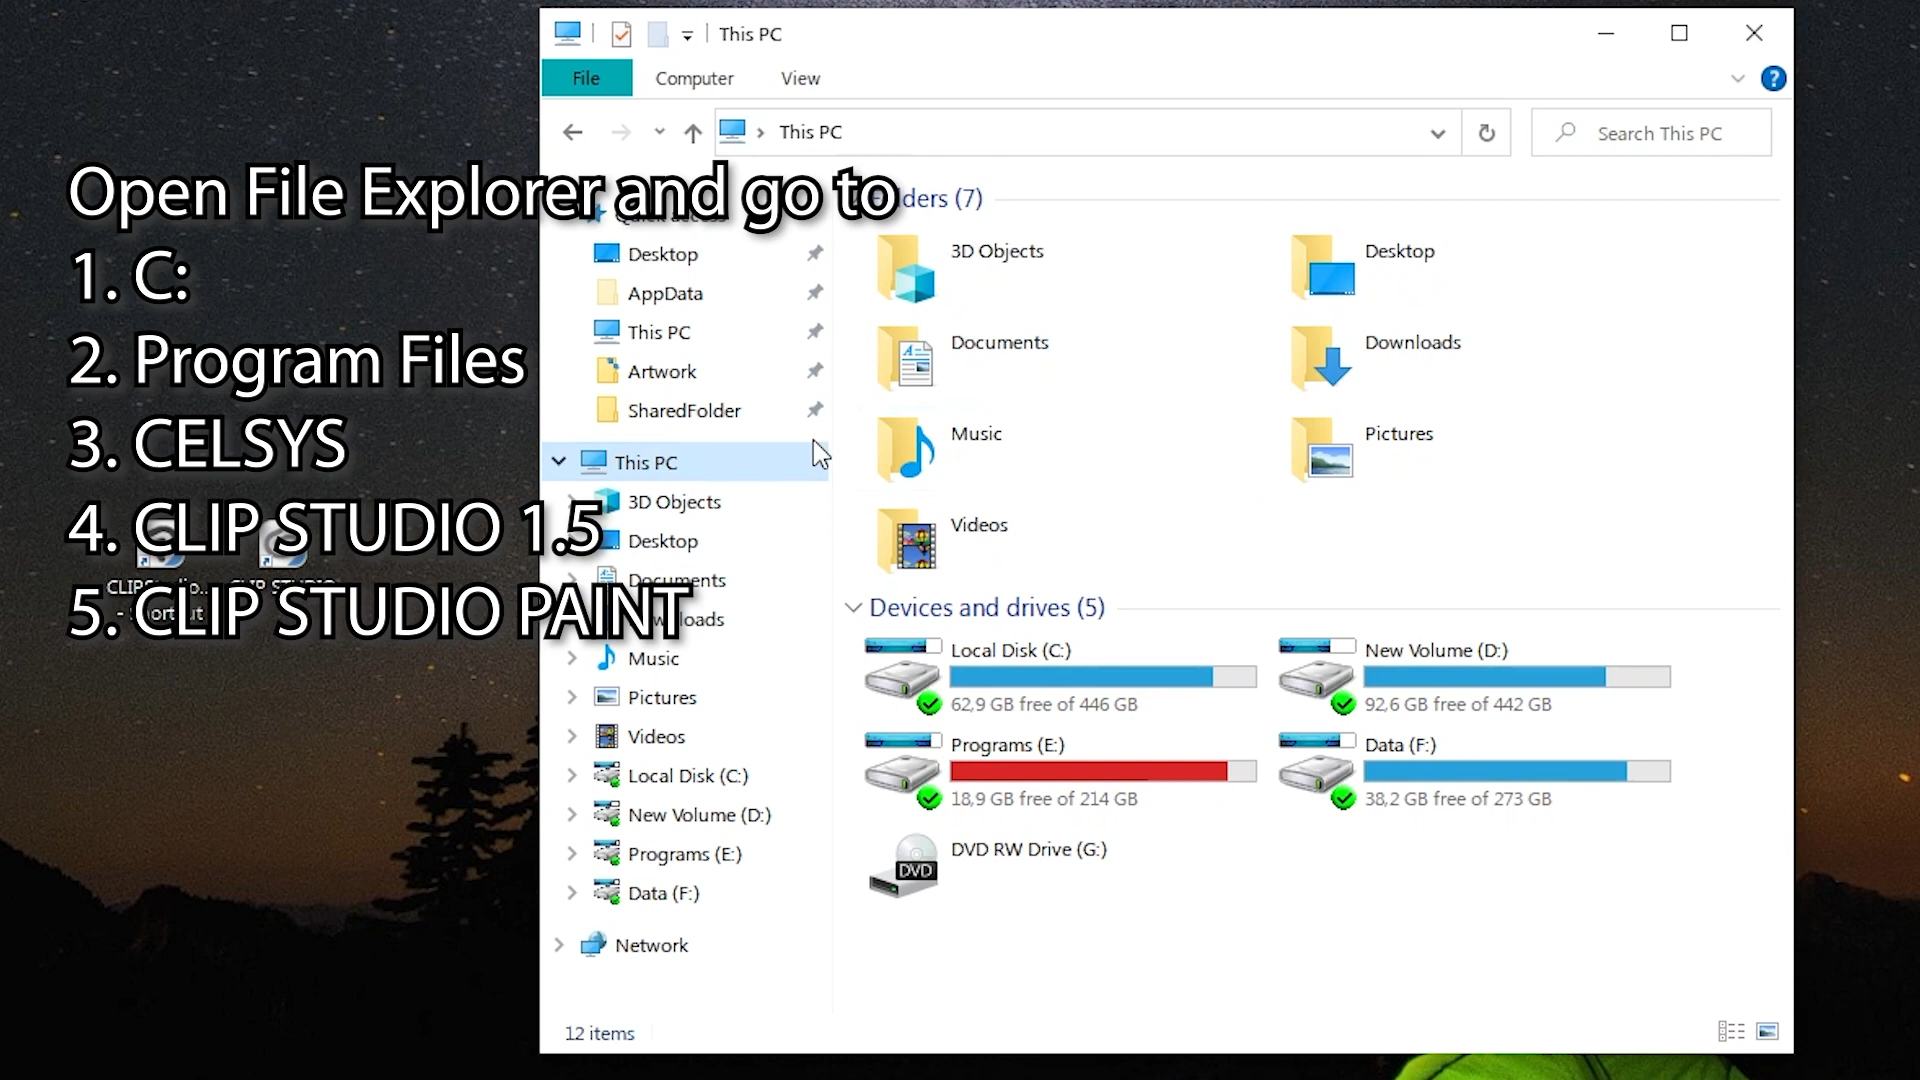 This PC
File
Computer
View
This PC
Search This PC
Open File Explorer and go to
1. C:
2. Program Files
3. CELSYS
4. CLIP STUDIO 1.5
5. CLIP STUDIO PAINT
Quick access
Desktop
AppData
This PC
Artwork
SharedFolder
This PC
3D Objects
Desktop
Documents
Music
Pictures
Videos
Local Disk (C:)
New Volume (D:)
Programs (E:)
Data (F:)
Network
(7)
3D Objects
Desktop
Documents
Downloads
Music
Pictures
Videos
Devices and drives (5)
Local Disk (C:)
62,9 GB free of 446 GB
New Volume (D:)
92,6 GB free of 442 GB
Programs (E:)
18,9 GB free of 214 GB
Data (F:)
38,2 GB free of 273 GB
DVD
DVD RW Drive (G:)
12 items